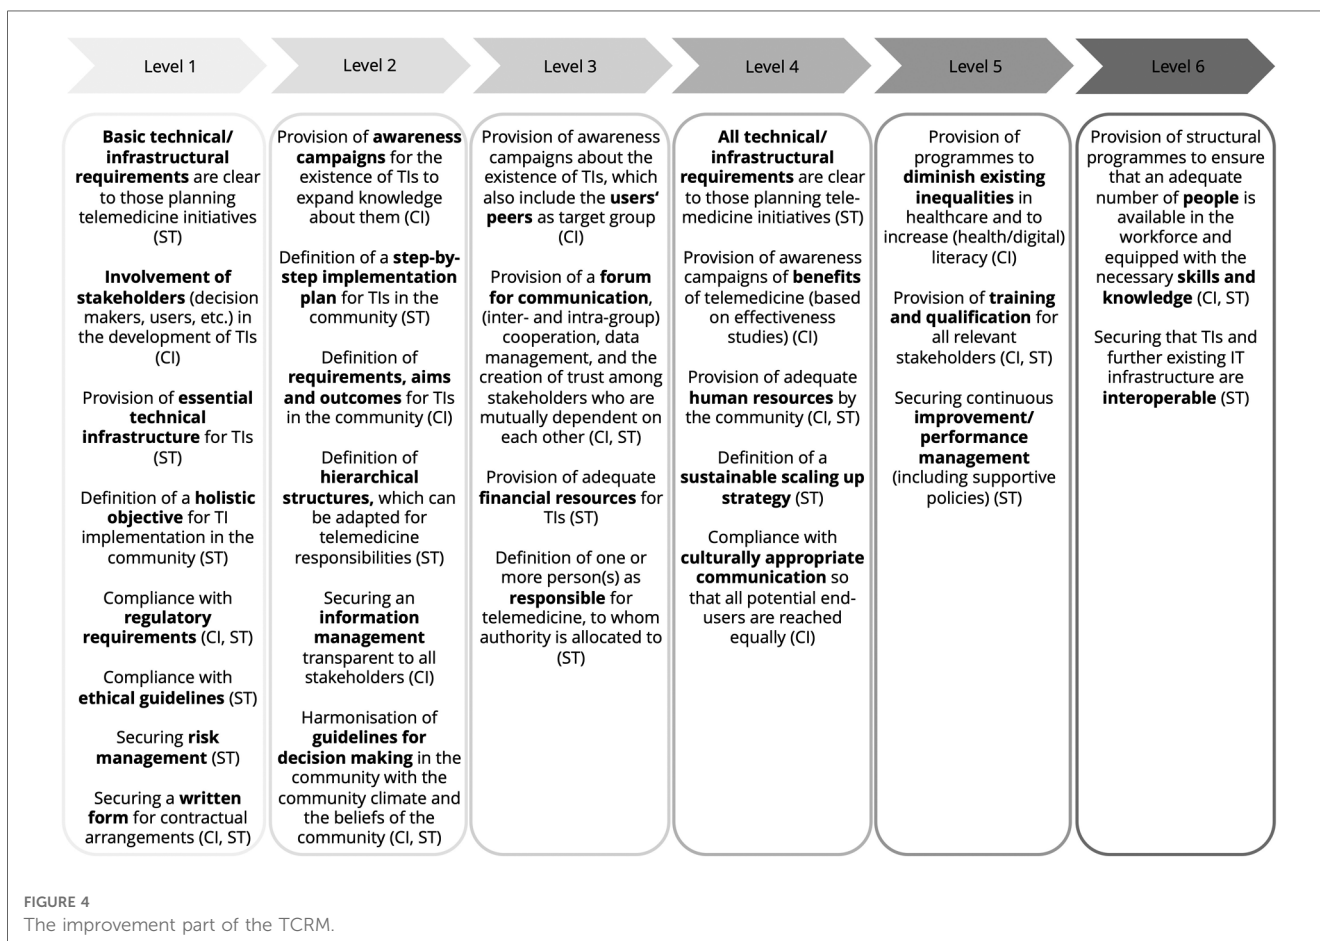 Level 1
Level 2
Level 3
Level 4
Level 5
Level 6
Basic technical/
infrastructural
requirements are clear
to those planning
telemedicine initiatives
(ST)
Involvement of
stakeholders (decision
makers, users, etc.) in
the development of TIs
(CI)
Provision of essential
technical
infrastructure for TIs
(ST)
Definition of a holistic
objective for TI
implementation in the
community (ST)
Compliance with
regulatory
requirements (CI, ST)
Compliance with
ethical guidelines (ST)
Securing risk
management (ST)
Securing a written
form for contractual
arrangements (CI, ST)
Provision of awareness
campaigns for the
existence of TIs to
expand knowledge
about them (CI)
Definition of a step-by-
step implementation
plan for TIs in the
community (ST)
Definition of
requirements, aims
and outcomes for TIs
in the community (CI)
Definition of
hierarchical
structures, which can
be adapted for
telemedicine
responsibilities (ST)
Securing an
information
management
transparent to all
stakeholders (CI)
Harmonisation of
guidelines for
decision making in the
community with the
community climate and
the beliefs of the
community (CI, ST)
Provision of awareness
campaigns about the
existence of TIs, which
also include the users‘
peers as target group
(CI)
Provision of a forum
for communication,
(inter- and intra-group)
cooperation, data
management, and the
creation of trust among
stakeholders who are
mutually dependent on
each other (CI, ST)
Provision of adequate
financial resources for
TIs (ST)
Definition of one or
more person(s) as
responsible for
telemedicine, to whom
authority is allocated to
(ST)
All technical/
infrastructural
requirements are clear
to those planning tele-
medicine initiatives (ST)
Provision of awareness
campaigns of benefits
of telemedicine (based
on effectiveness
studies) (CI)
Provision of adequate
human resources by
the community (CI, ST)
Definition of a
sustainable scaling up
strategy (ST)
Compliance with
culturally appropriate
communication so
that all potential end-
users are reached
equally (CI)
Provision of
programmes to
diminish existing
inequalities in
healthcare and to
increase (health/digital)
literacy (CI)
Provision of training
and qualification for
all relevant
stakeholders (CI, ST)
Securing continuous
improvement/
performance
management
(including supportive
policies) (ST)
Provision of structural
programmes to ensure
that an adequate
number of people is
available in the
workforce and
equipped with the
necessary skills and
knowledge (CI, ST)
Securing that TIs and
further existing IT
infrastructure are
interoperable (ST)
FIGURE 4
The improvement part of the TCRM.